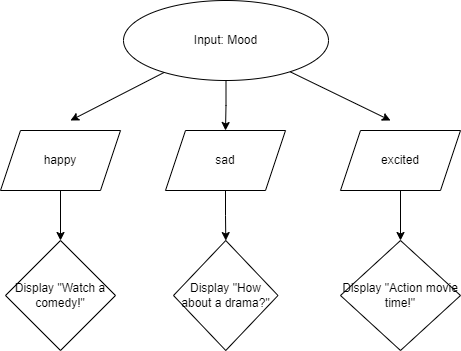 Input: Mood
happy
sad
excited
Display "Watch a
comedy!"
Display "How
about a drama?"
Display "Action movie
time!"